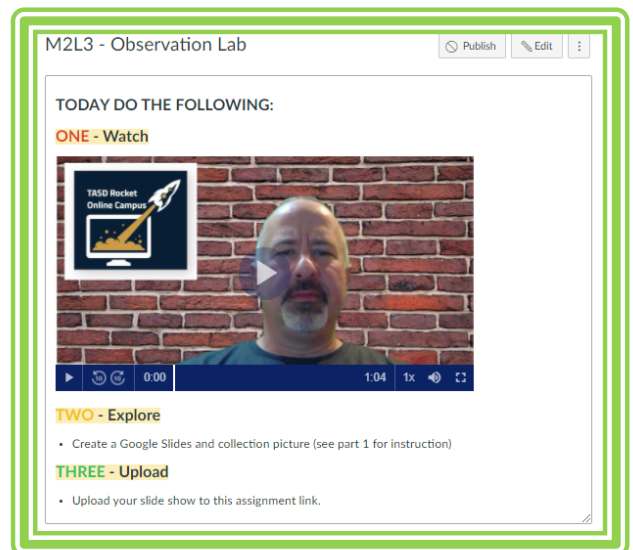 M2L3 - Observation Lab
Publish
Edit
TODAY DO THE FOLLOWING:
ONE - Watch
TASD Rocket
Online Campus
10
10
0:00
1:04
1x
TWO - Explore
• Create a Google Slides and collection picture (see part 1 for instruction)
THREE - Upload
• Upload your slide show to this assignment link.